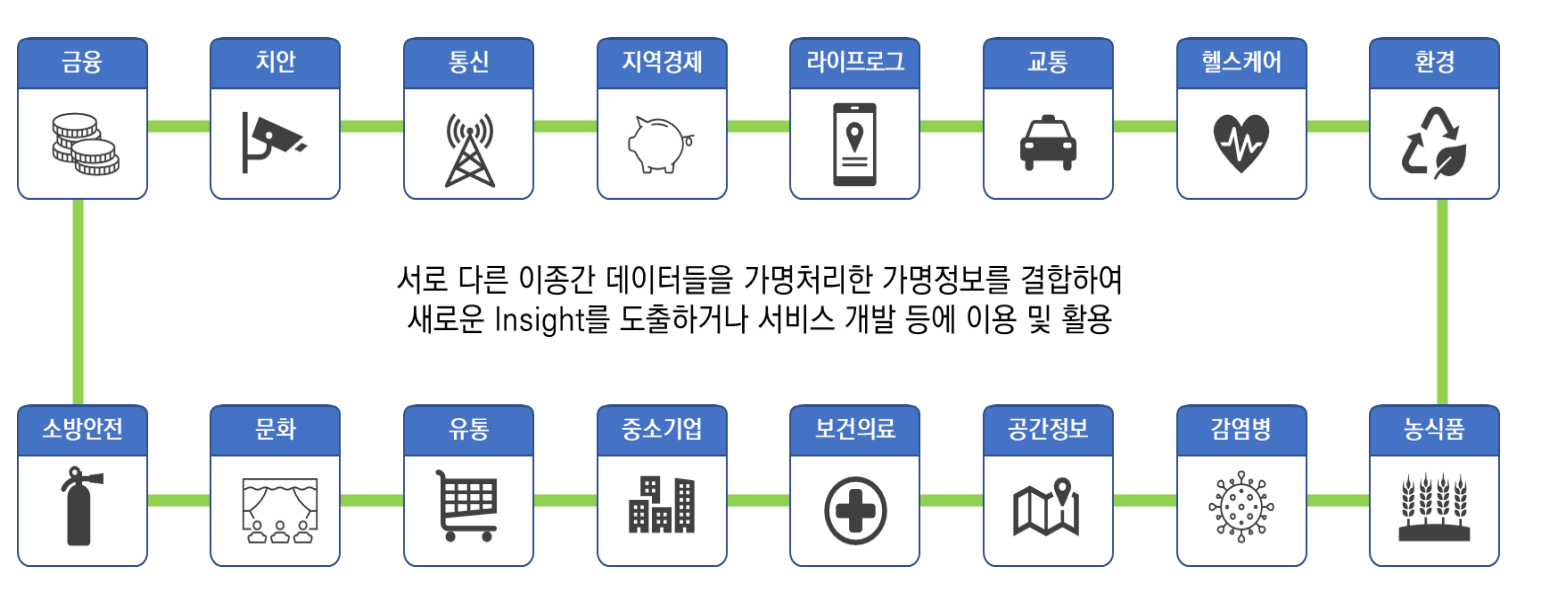 금융
치안
통신
지역경제
라이프로그
교통
헬스케어
환경
서로 다른 이종간 데이터들을 가명처리한 가명정보를 결합하여
새로운 Insight를 도출하거나 서비스 개발 등에 이용 및 활용
소방안전
문화
유통
중소기업
보건의료
공간정보
감염병
농식품